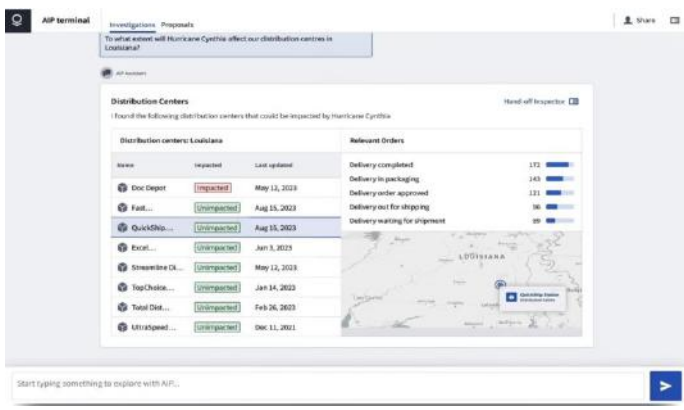 AIP terminal
Investigations Proposals
Share
To what extent will Hurricane Cynthia affect our distribution centres in
Louisiana?
AIP Assistant
Distribution Centers
Hand-off Inspector
I found the following distribution centers that could be impacted by Hurricane Cynthia
Distribution centers: Louisiana
Relevant Orders
Name Impacted Last updated
Delivery completed 172
Delivery in packaging 143
Delivery order approved 121
Delivery out for shipping 96
Delivery waiting for shipment 89
Doc Depot Impacted May 12, 2023
Fast... Unimpacted Aug 15, 2023
QuickShip... Unimpacted Aug 15, 2023
Excel... Unimpacted Jan 3, 2023
Streamline Di... Unimpacted May 12, 2023
TopChoice... Unimpacted Jan 14, 2023
Total Dist... Unimpacted Feb 26, 2023
UltraSpeed... Unimpacted Dec 11, 2021
LOUISIANA
QuickShip Center
Distribution Centre
Start typing something to explore with AIP...